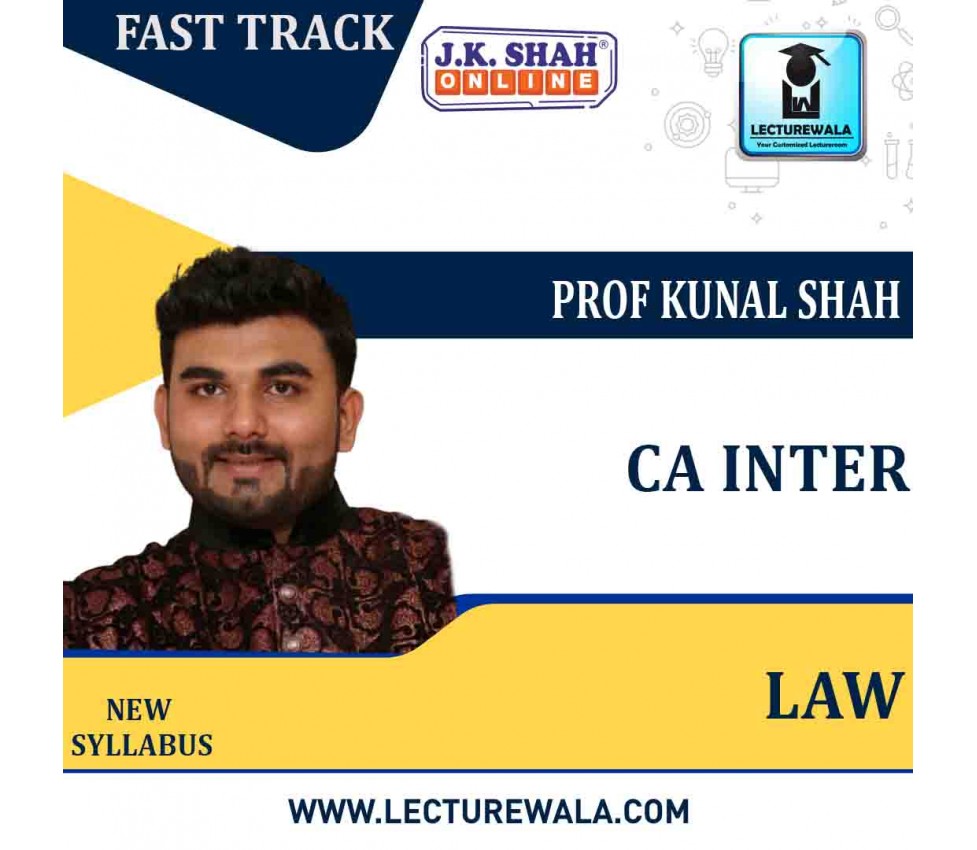 FAST TRACK
J.K. SHAH®
ONLINE
LECTUREWALA
Your Customized Lectureroom
PROF KUNAL SHAH
CA INTER
LAW
NEW
SYLLABUS
WWW.LECTUREWALA.COM